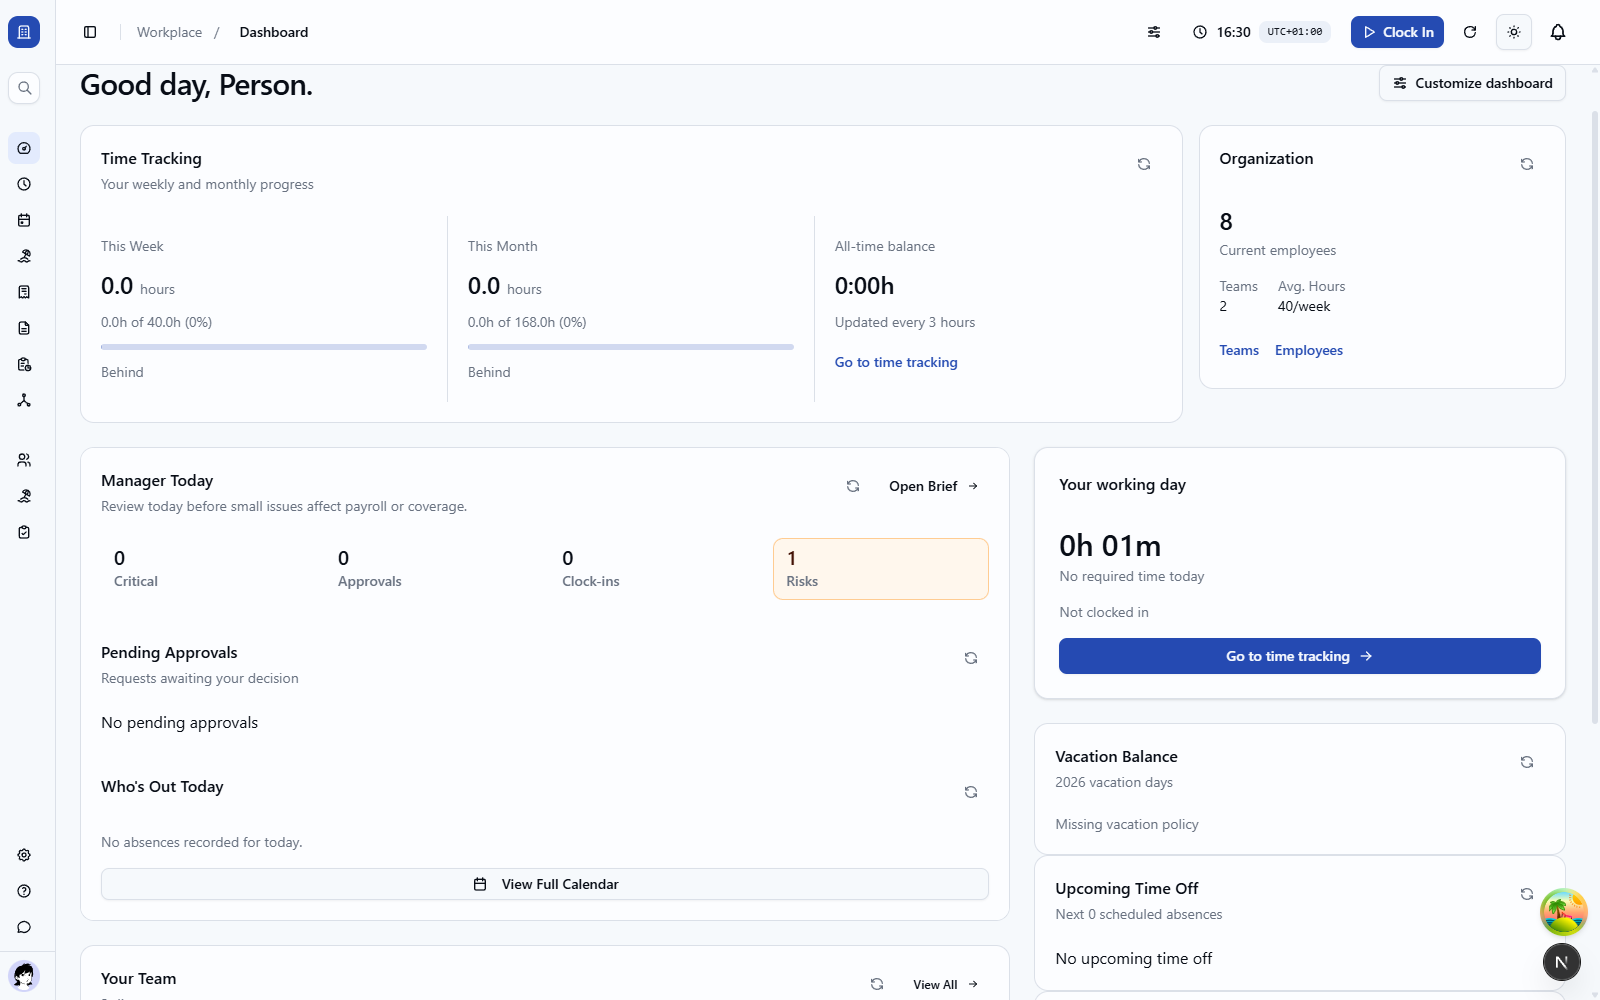 Workplace / Dashboard
16:30 UTC+01:00 Clock In
Good day, Person.
Customize dashboard
Time Tracking
Your weekly and monthly progress
This Week
0.0 hours
0.0h of 40.0h (0%)
Behind
This Month
0.0 hours
0.0h of 168.0h (0%)
Behind
All-time balance
0:00h
Updated every 3 hours
Go to time tracking
Organization
8
Current employees
Teams Avg. Hours
2 40/week
Teams Employees
Manager Today
Review today before small issues affect payroll or coverage.
Open Brief
0
Critical
0
Approvals
0
Clock-ins
1
Risks
Pending Approvals
Requests awaiting your decision
No pending approvals
Who's Out Today
No absences recorded for today.
View Full Calendar
Your working day
0h 01m
No required time today
Not clocked in
Go to time tracking
Vacation Balance
2026 vacation days
Missing vacation policy
Upcoming Time Off
Next 0 scheduled absences
No upcoming time off
Your Team
View All
N